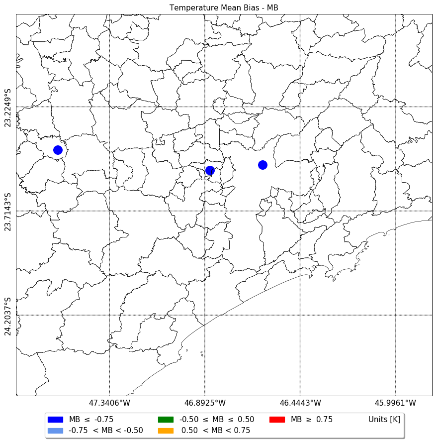 Temperature Mean Bias - MB
23.2249°S
23.7143°S
24.2037°S
47.3406°W 46.8925°W 46.4443°W 45.9961°W
MB ≤ -0.75 -0.50 ≤ MB ≤ 0.50 MB ≥ 0.75 Units [K]
-0.75 < MB < -0.50 0.50 < MB < 0.75